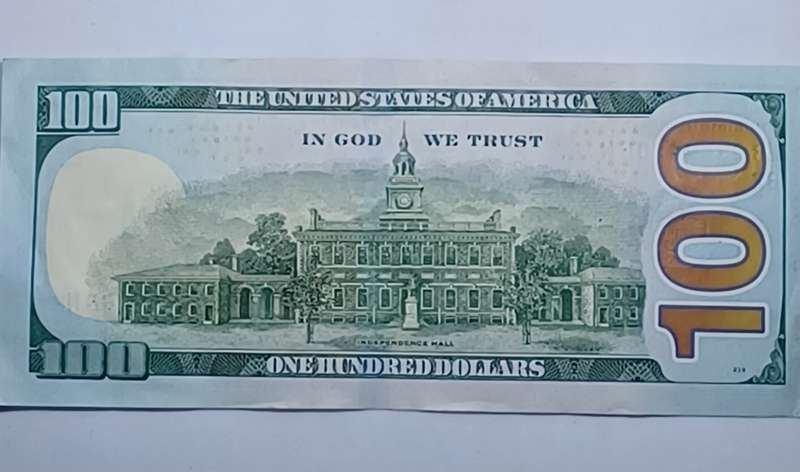 100
THE UNITED STATES OF AMERICA
IN GOD WE TRUST
100
INDEPENDENCE HALL
100
ONE HUNDRED DOLLARS